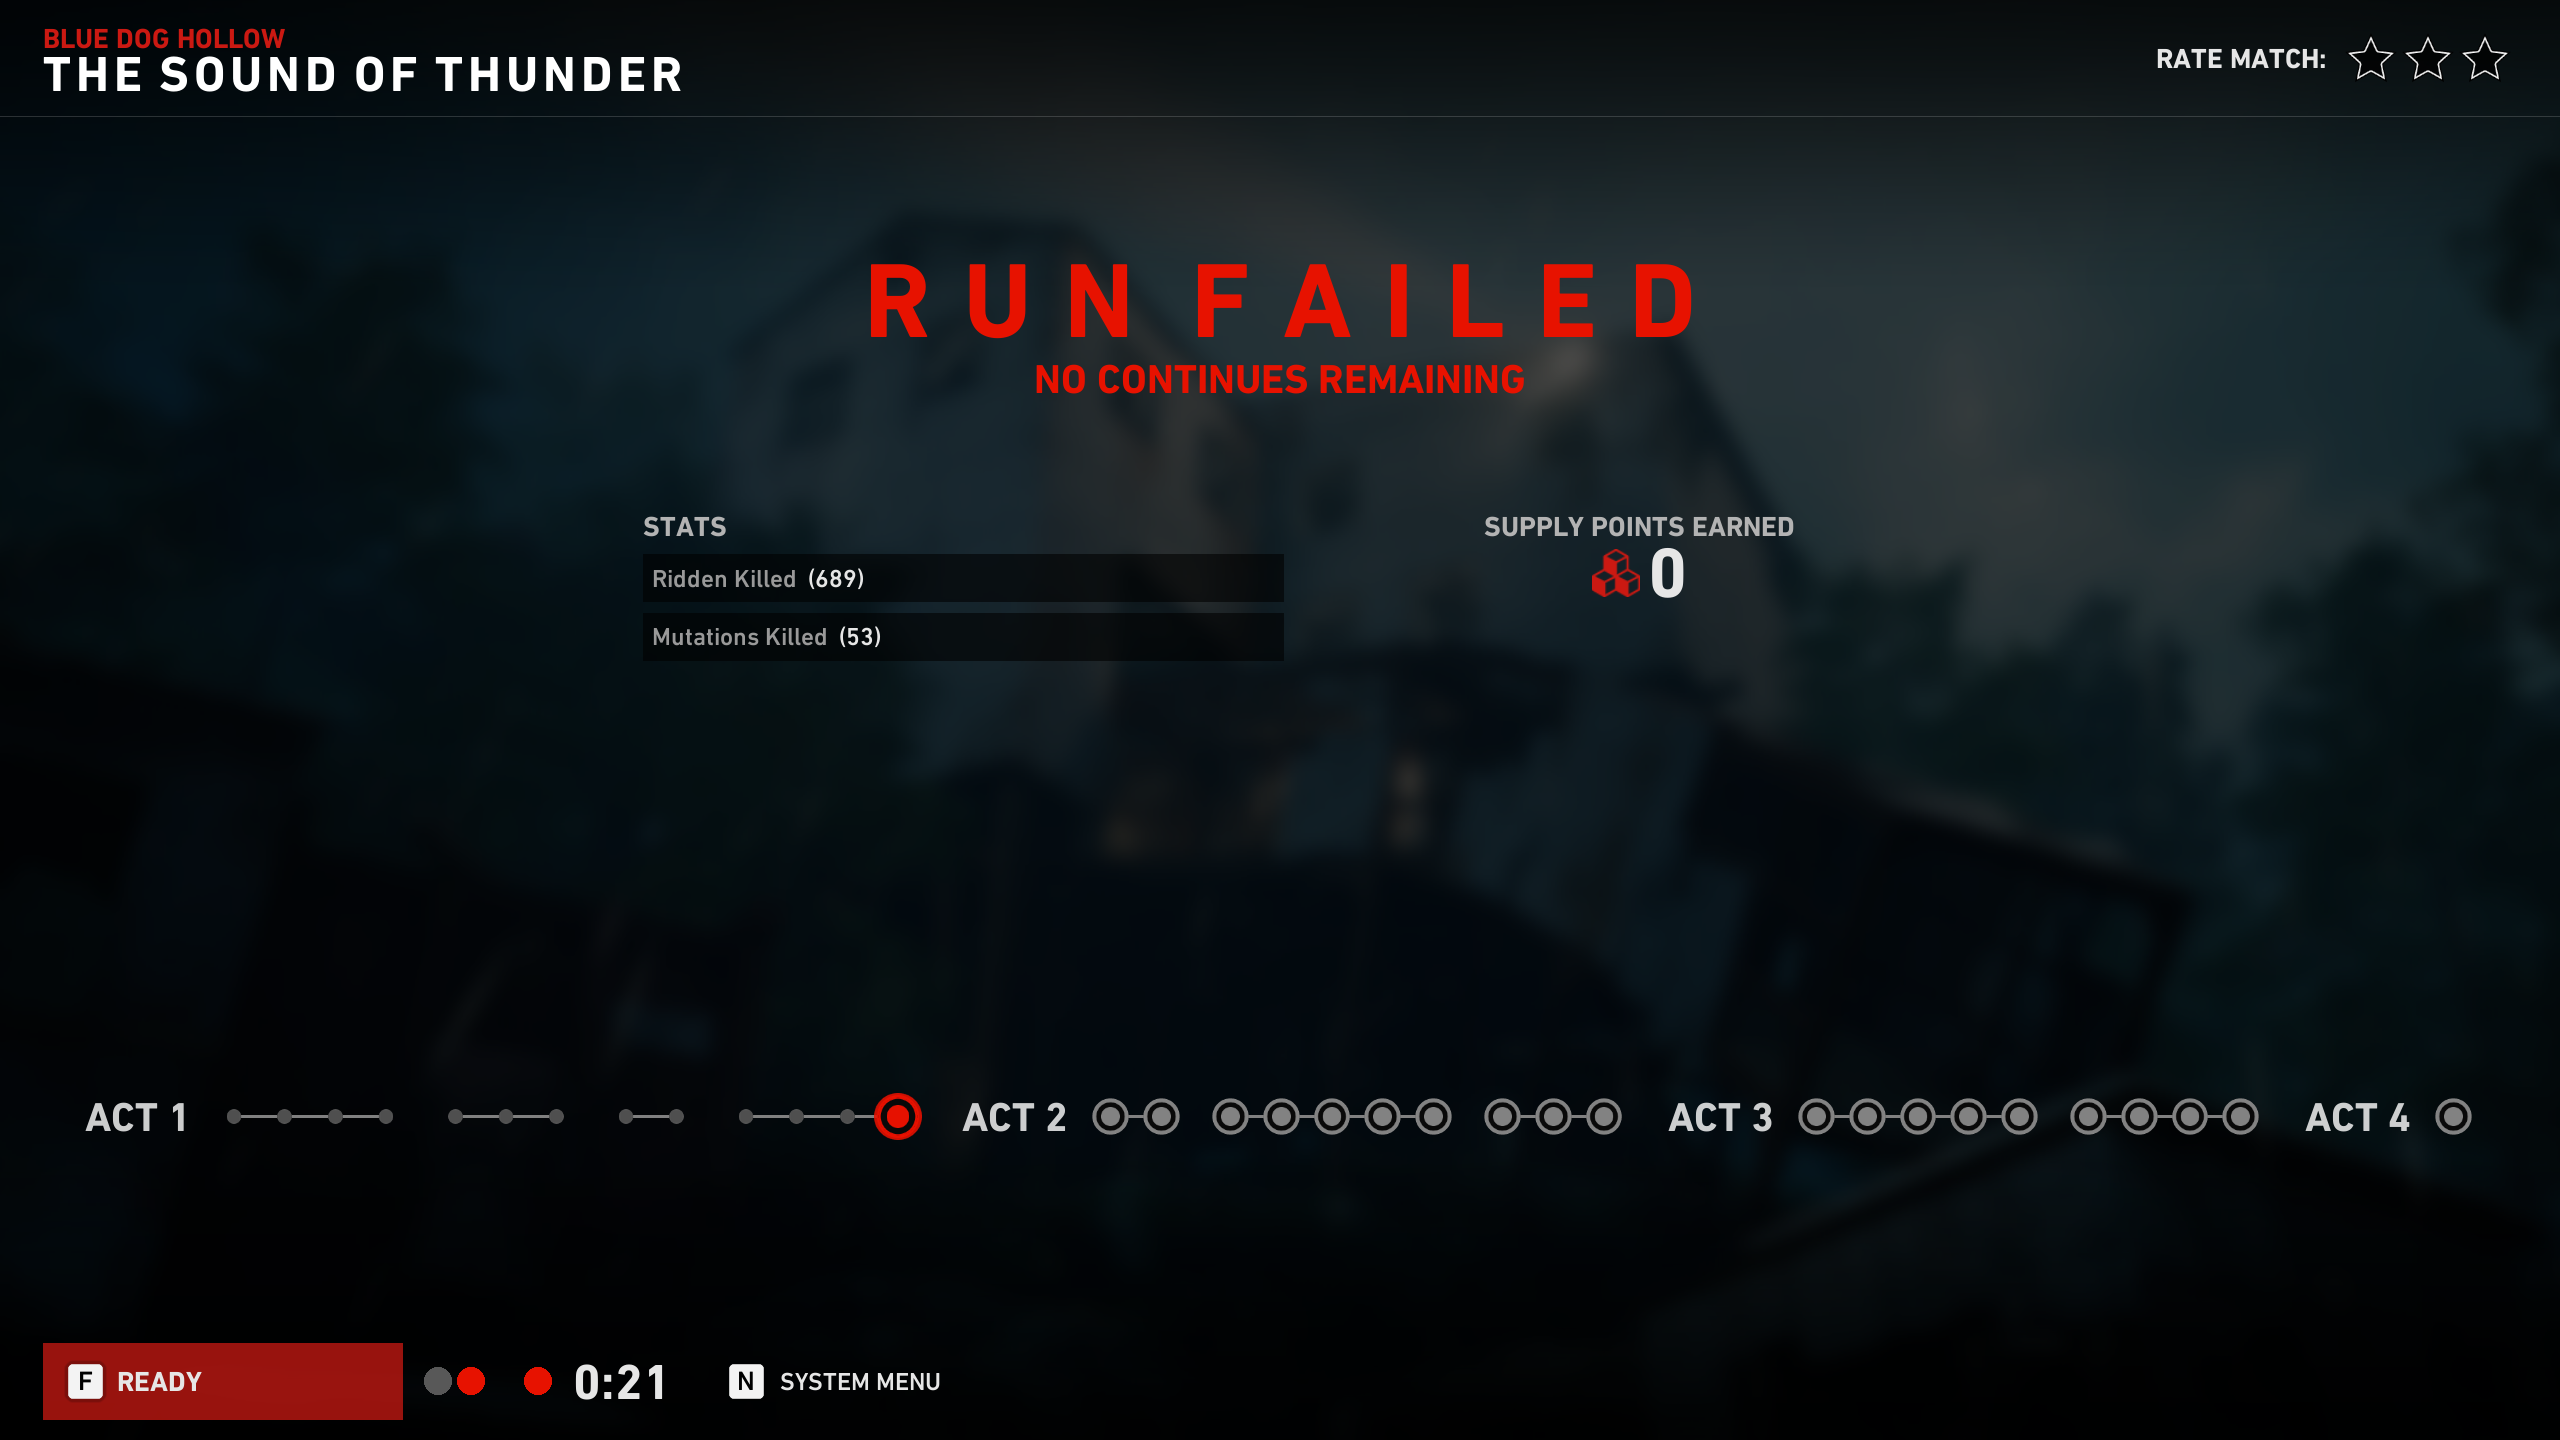 BLUE DOG HOLLOW
THE SOUND OF THUNDER
RATE MATCH:
RUN FAILED
NO CONTINUES REMAINING
STATS
Ridden Killed (689)
Mutations Killed (53)
SUPPLY POINTS EARNED
0
ACT 1
ACT 2
ACT 3
ACT 4
F READY
0:21
N SYSTEM MENU